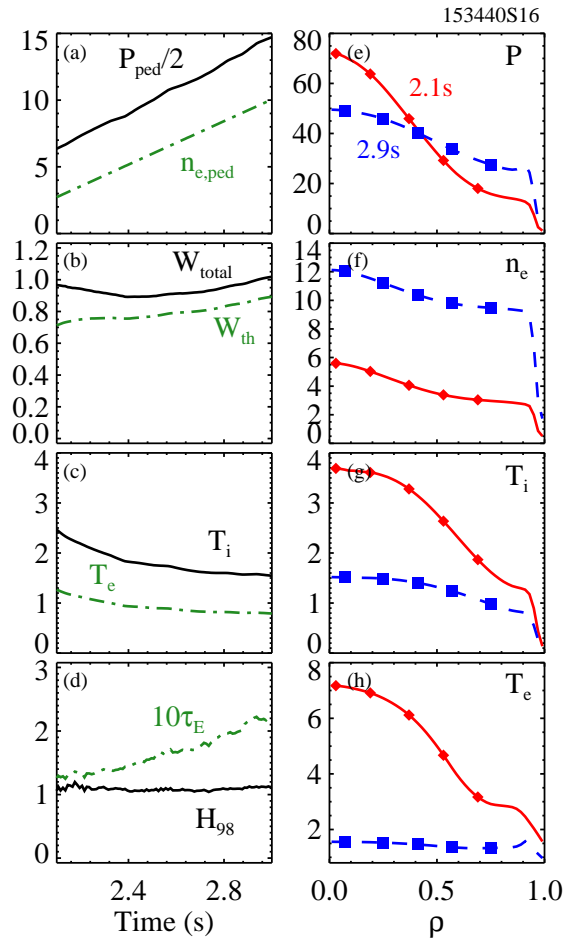 153440S16
(a)
P_ped/2
n_e,ped
15
10
5
0
(e)
P
2.1s
2.9s
80
60
40
20
0
(b)
W_total
W_th
1.2
1.0
0.8
0.6
0.4
0.2
0.0
(f)
n_e
14
12
10
8
6
4
2
0
(c)
T_i
T_e
4
3
2
1
0
(g)
T_i
4
3
2
1
0
(d)
10τ_E
H_98
3
2
1
0
2.4
2.8
Time (s)
(h)
T_e
8
6
4
2
0.0
0.5
1.0
ρ